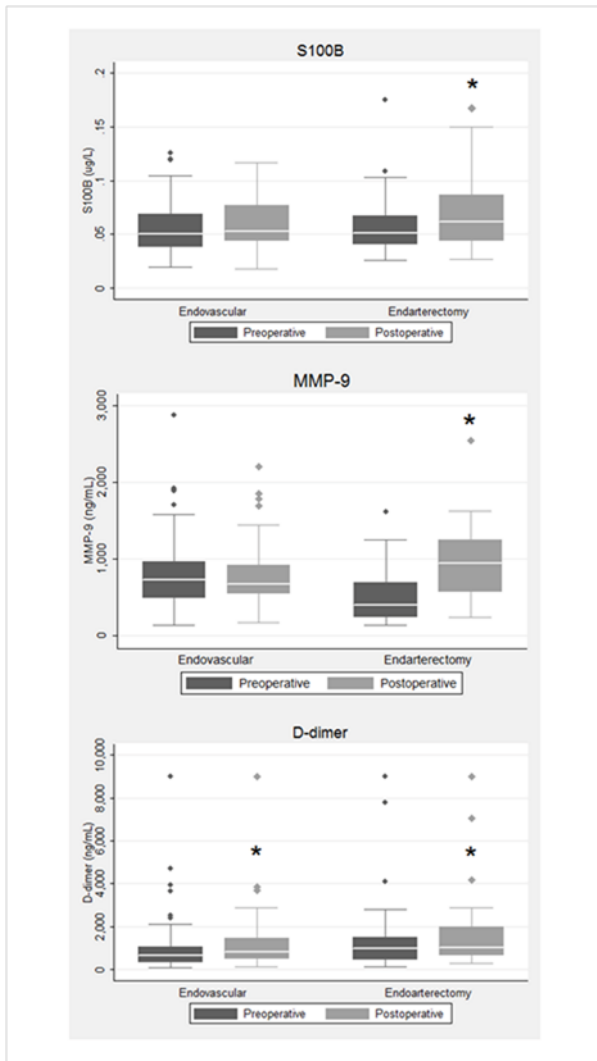 S100B
S100B (ug/L)
.2
.15
.1
.05
0
*
Endovascular Endarterectomy
Preoperative Postoperative
MMP-9
MMP-9 (ng/mL)
3,000
2,000
1,000
0
*
Endovascular Endarterectomy
Preoperative Postoperative
D-dimer
D-dimer (ng/mL)
10,000
8,000
6,000
4,000
2,000
0
* *
Endovascular Endoarterectomy
Preoperative Postoperative